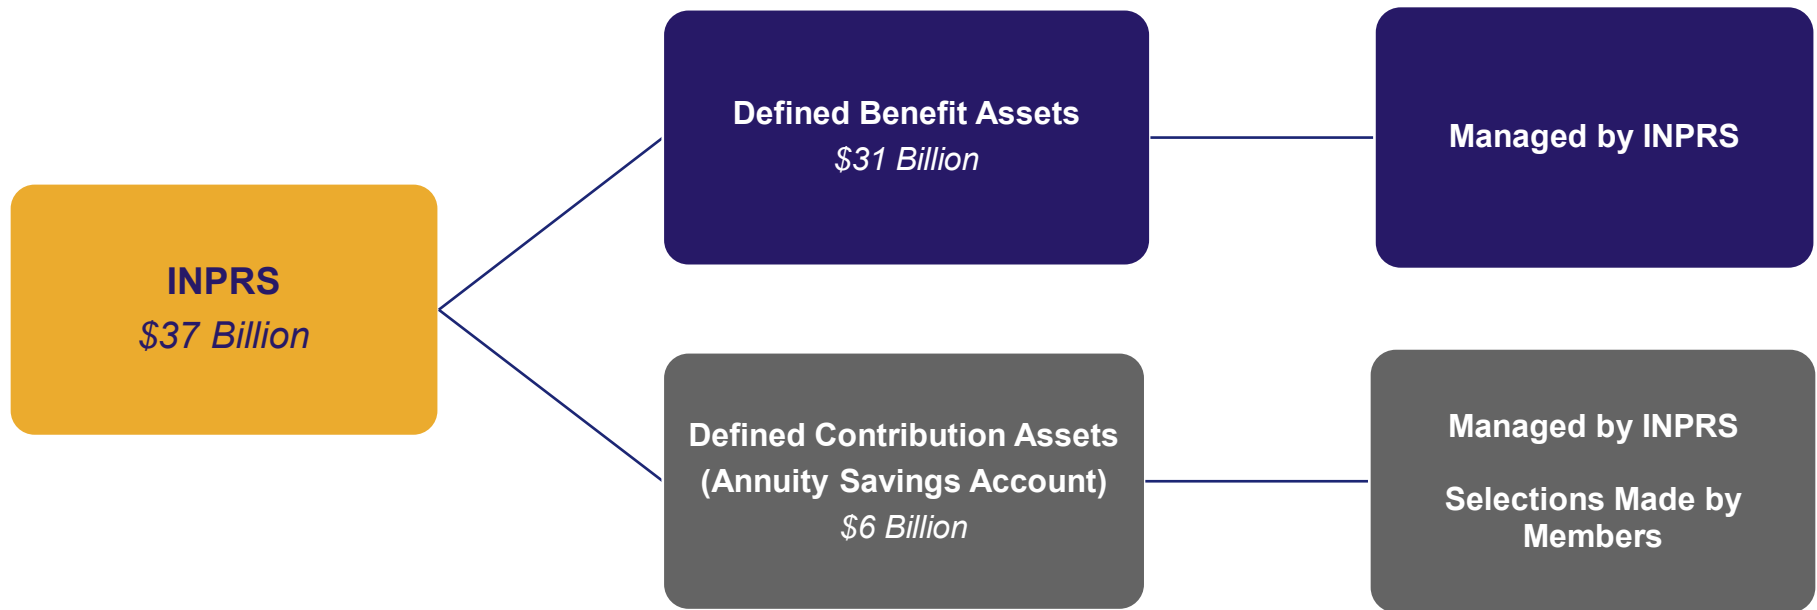 INPRS
$37 Billion
Defined Benefit Assets
$31 Billion
Managed by INPRS
Defined Contribution Assets
(Annuity Savings Account)
$6 Billion
Managed by INPRS
Selections Made by
Members